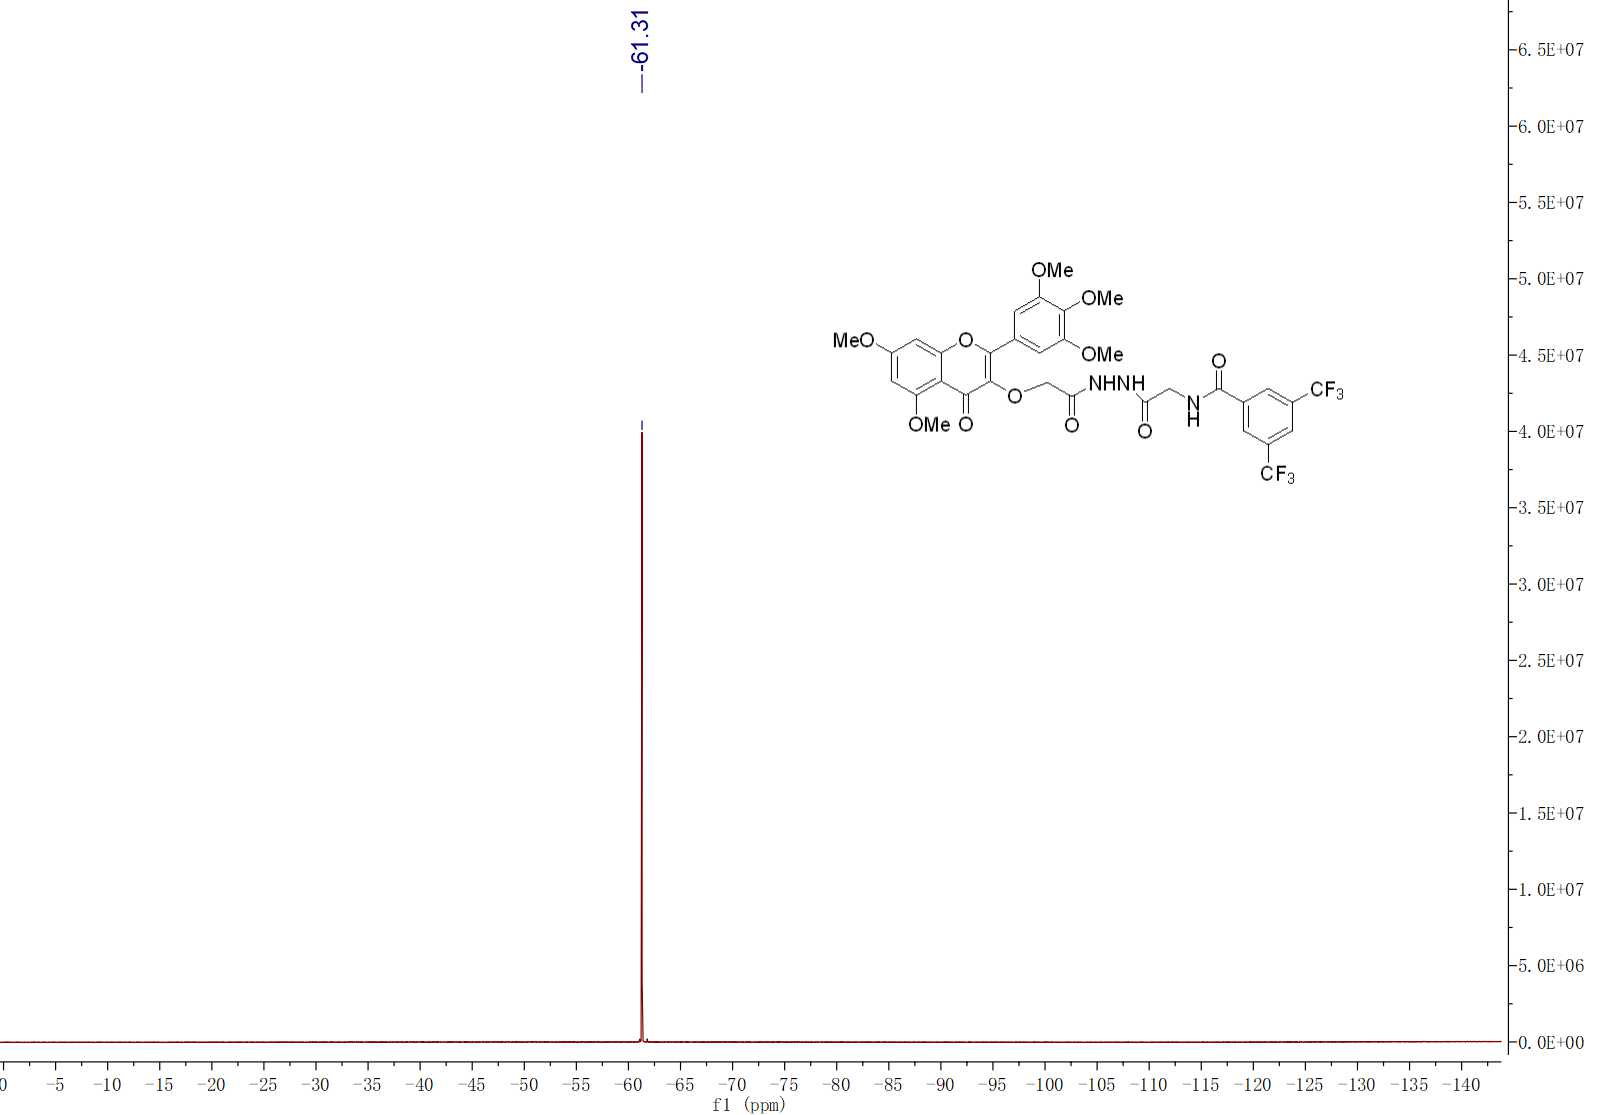 -61.31
6.5E+07
6.0E+07
5.5E+07
5.0E+07
4.5E+07
4.0E+07
3.5E+07
3.0E+07
2.5E+07
2.0E+07
1.5E+07
1.0E+07
5.0E+06
0.0E+00
OMe
OMe
MeO
O
OMe
O
NHNH
O
CF3
O
N
H
OMe
O
O
O
CF3
0 -5 -10 -15 -20 -25 -30 -35 -40 -45 -50 -55 -60 -65 -70 -75 -80 -85 -90 -95 -100 -105 -110 -115 -120 -125 -130 -135 -140
f1 (ppm)